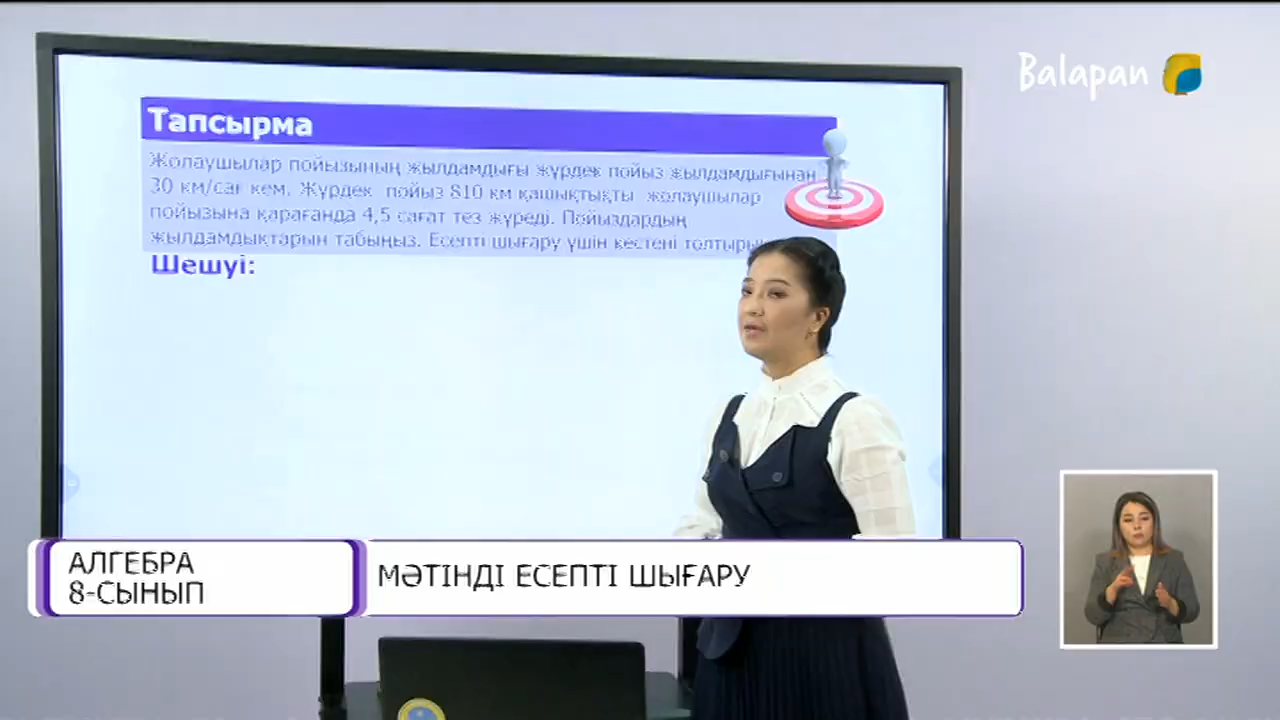 Balapan
Тапсырма
Жолаушылар пойызының жылдамдығы жүрдек пойыз жылдамдығынан
30 км/сағ кем. Жүрдек пойыз 810 км қашықтықты жолаушылар
пойызына қарағанда 4,5 сағат тез жүреді. Пойыздардың
жылдамдықтарын табыңыз. Есепті шығару үшін кестені
Шешуі:
АЛГЕБРА
8-СЫНЫП
МӘТІНДІ ЕСЕПТІ ШЫҒАРУ